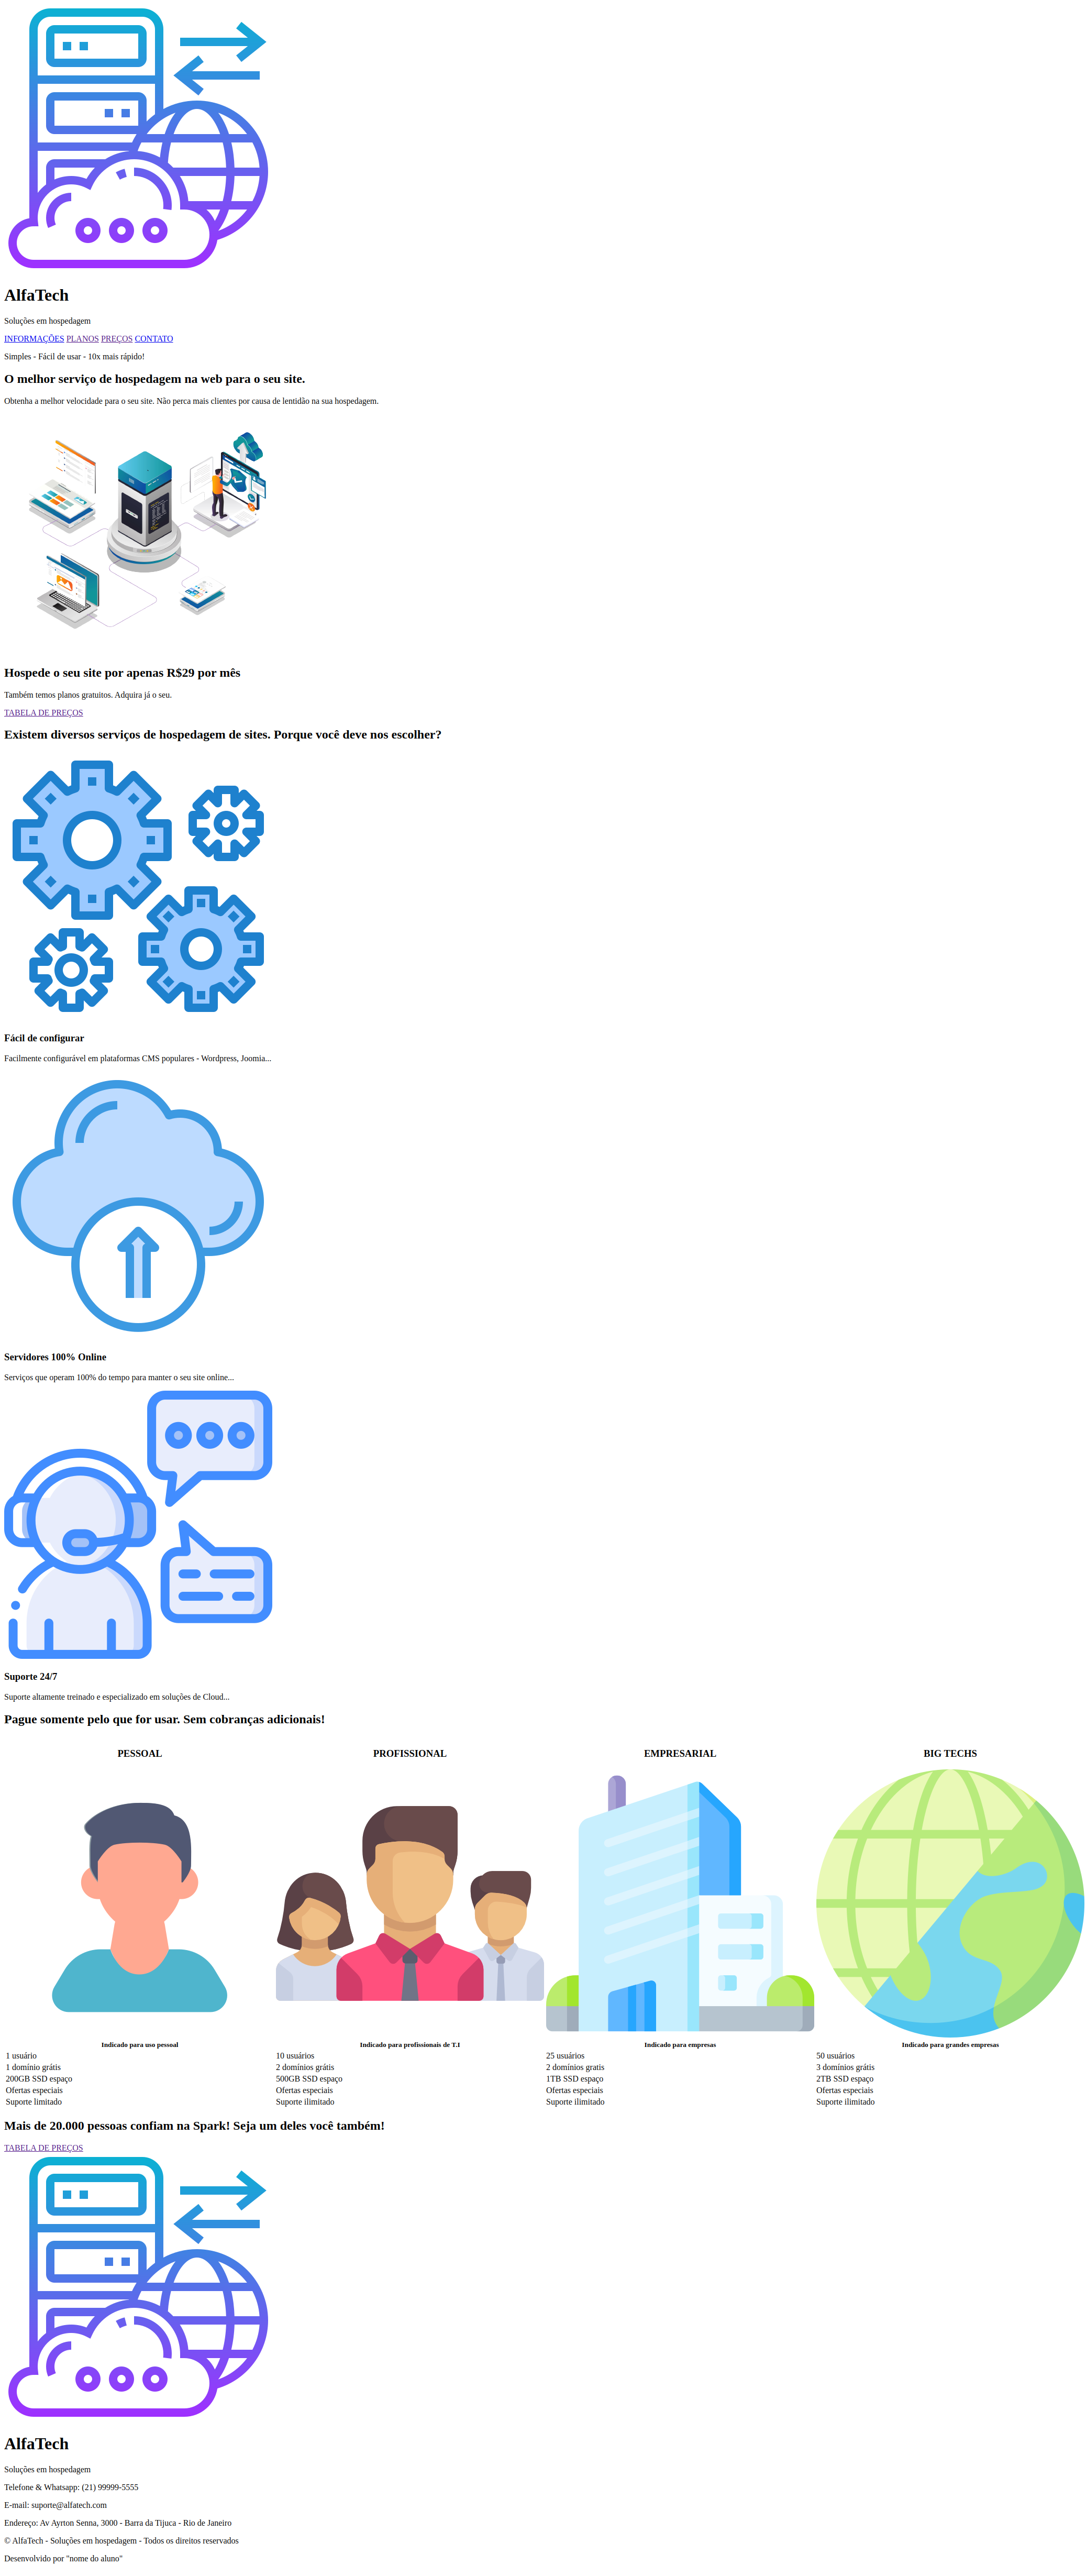 AlfaTech
Soluções em hospedagem
INFORMAÇÕES PLANOS PREÇOS CONTATO
Simples - Fácil de usar - 10x mais rápido!
O melhor serviço de hospedagem na web para o seu site.
Obtenha a melhor velocidade para o seu site. Não perca mais clientes por causa de lentidão na sua hospedagem.
Hospede o seu site por apenas R$29 por mês
Também temos planos gratuitos. Adquira já o seu.
TABELA DE PREÇOS
Existem diversos serviços de hospedagem de sites. Porque você deve nos escolher?
Fácil de configurar
Facilmente configurável em plataformas CMS populares - Wordpress, Joomia...
Servidores 100% Online
Serviços que operam 100% do tempo para manter o seu site online...
Suporte 24/7
Suporte altamente treinado e especializado em soluções de Cloud...
Pague somente pelo que for usar. Sem cobranças adicionais!
PESSOAL PROFISSIONAL EMPRESARIAL BIG TECHS
Indicado para uso pessoal Indicado para profissionais de T.I Indicado para empresas Indicado para grandes empresas
1 usuário 10 usuários 25 usuários 50 usuários
1 domínio grátis 2 domínios grátis 2 domínios gratis 3 domínios grátis
200GB SSD espaço 500GB SSD espaço 1TB SSD espaço 2TB SSD espaço
Ofertas especiais Ofertas especiais Ofertas especiais Ofertas especiais
Suporte limitado Suporte ilimitado Suporte ilimitado Suporte ilimitado
Mais de 20.000 pessoas confiam na Spark! Seja um deles você também!
TABELA DE PREÇOS
AlfaTech
Soluções em hospedagem
Telefone & Whatsapp: (21) 99999-5555
E-mail: suporte@alfatech.com
Endereço: Av Ayrton Senna, 3000 - Barra da Tijuca - Rio de Janeiro
© AlfaTech - Soluções em hospedagem - Todos os direitos reservados
Desenvolvido por "nome do aluno"